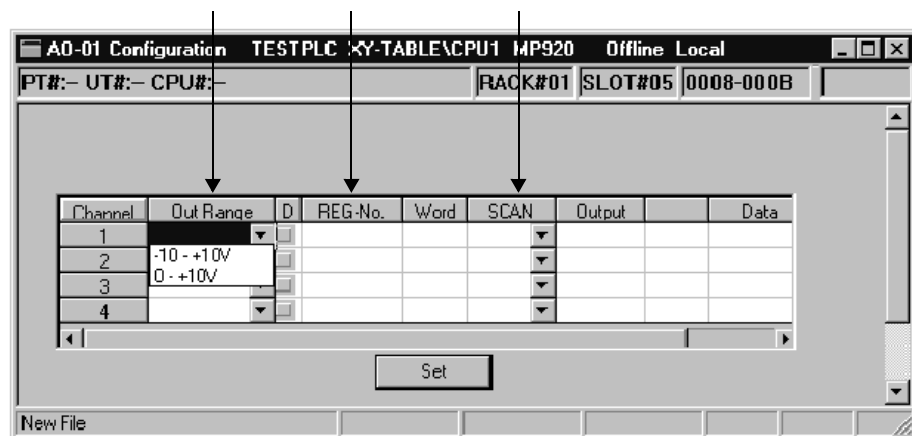 A0-01 Configuration TESTPLC XY-TABLE\CPU1 MP920 Offline Local
PT#:– UT#:– CPU#:– RACK#01 SLOT#05 0008-000B
Channel Out Range D REG-No. Word SCAN Output Data
1
2 -10 - +10V
3 0 - +10V
4
Set
New File